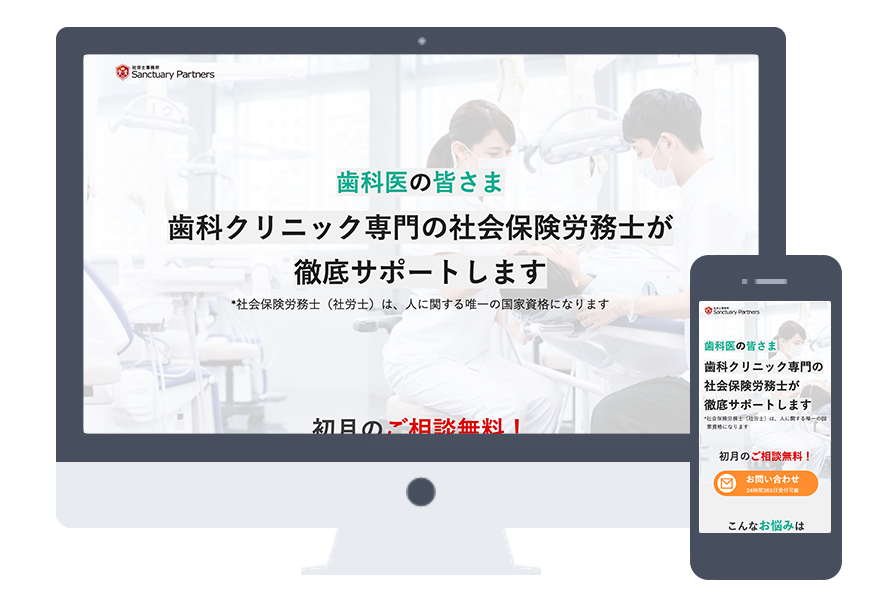 社労士事務所
Sanctuary Partners
歯科医の皆さま
歯科クリニック専門の社会保険労務士が
徹底サポートします
*社会保険労務士（社労士）は、人に関する唯一の国家資格になります
初月のご相談無料！
社労士事務所
Sanctuary Partners
歯科医の皆さま
歯科クリニック専門の
社会保険労務士が
徹底サポートします
*社会保険労務士（社労士）は、人に関する唯一の国
家資格になります
初月のご相談無料！
お問い合わせ
24時間365日受付可能
こんなお悩みは